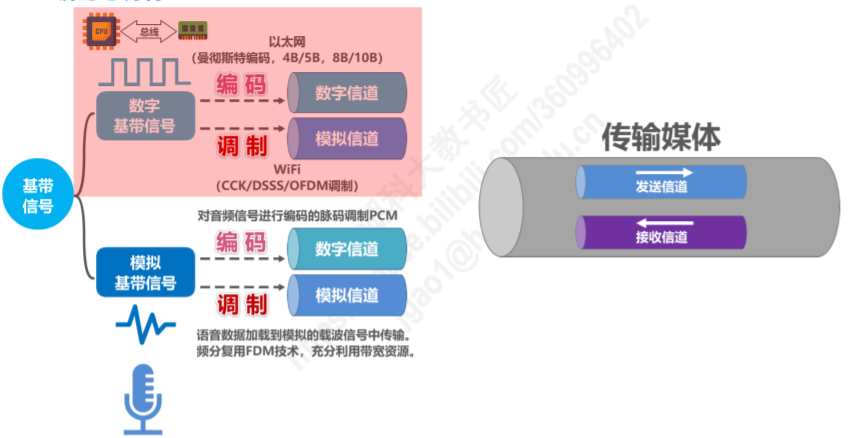 CPU
总线
以太网
(曼彻斯特编码，4B/5B，8B/10B)
编码
数字信道
数字
基带信号
调制
模拟信道
WiFi
(CCK/DSSS/OFDM调制)
基带
信号
对音频信号进行编码的脉码调制PCM
编码
数字信道
模拟
基带信号
调制
模拟信道
语音数据加载到模拟的载波信号中传输。
频分复用FDM技术，充分利用带宽资源。
传输媒体
发送信道
接收信道